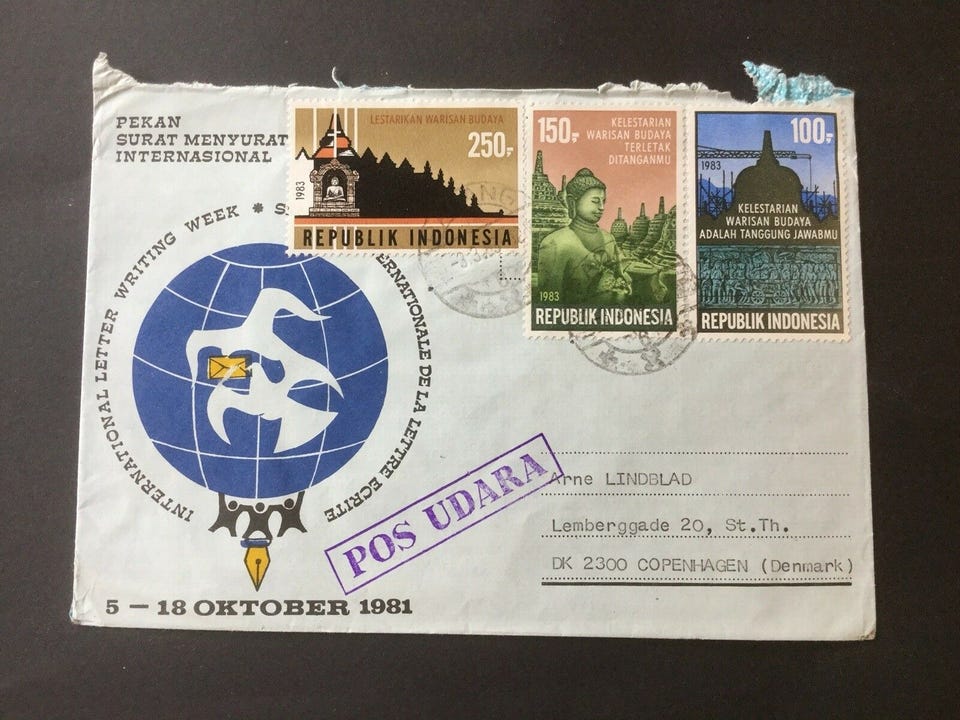 PEKAN
SURAT MENYURAT
INTERNASIONAL
INTERNATIONAL LETTER WRITING WEEK *
DE LA LETTRE ECRITE
5 — 18 OKTOBER 1981
LESTARIKAN WARISAN BUDAYA
250,-
1983
REPUBLIK INDONESIA
150,-
KELESTARIAN
WARISAN BUDAYA
TERLETAK
DITANGANMU
1983
REPUBLIK INDONESIA
100,-
1983
KELESTARIAN
WARISAN BUDAYA
ADALAH TANGGUNG JAWABMU
REPUBLIK INDONESIA
POS UDARA
Arne LINDBLAD
Lemberggade 20, St.Th.
DK 2300 COPENHAGEN (Denmark)